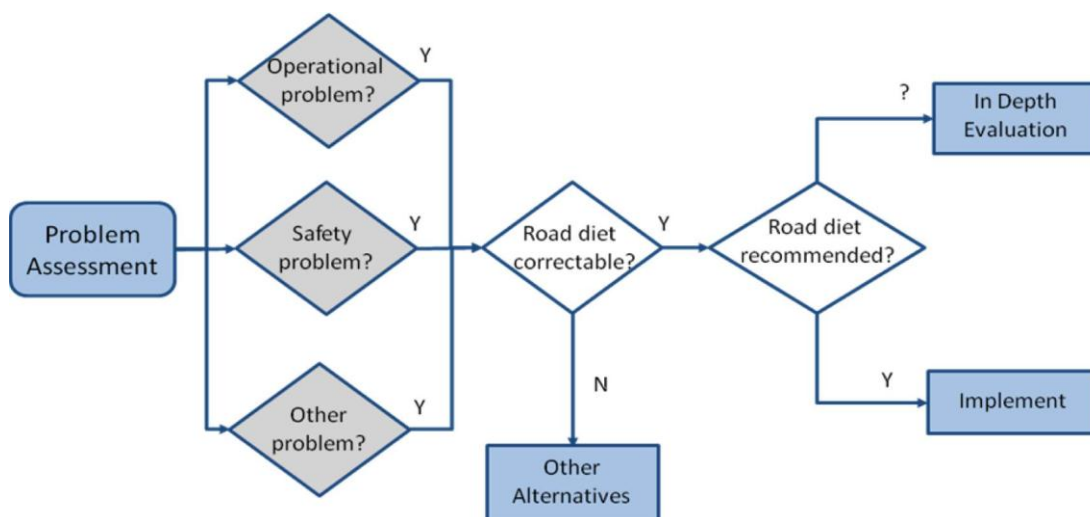 Operational
problem?
Y
?
In Depth
Evaluation
Problem
Assessment
Safety
problem?
Y
Road diet
correctable?
Y
Road diet
recommended?
Other
problem?
Y
N
Other
Alternatives
Y
Implement